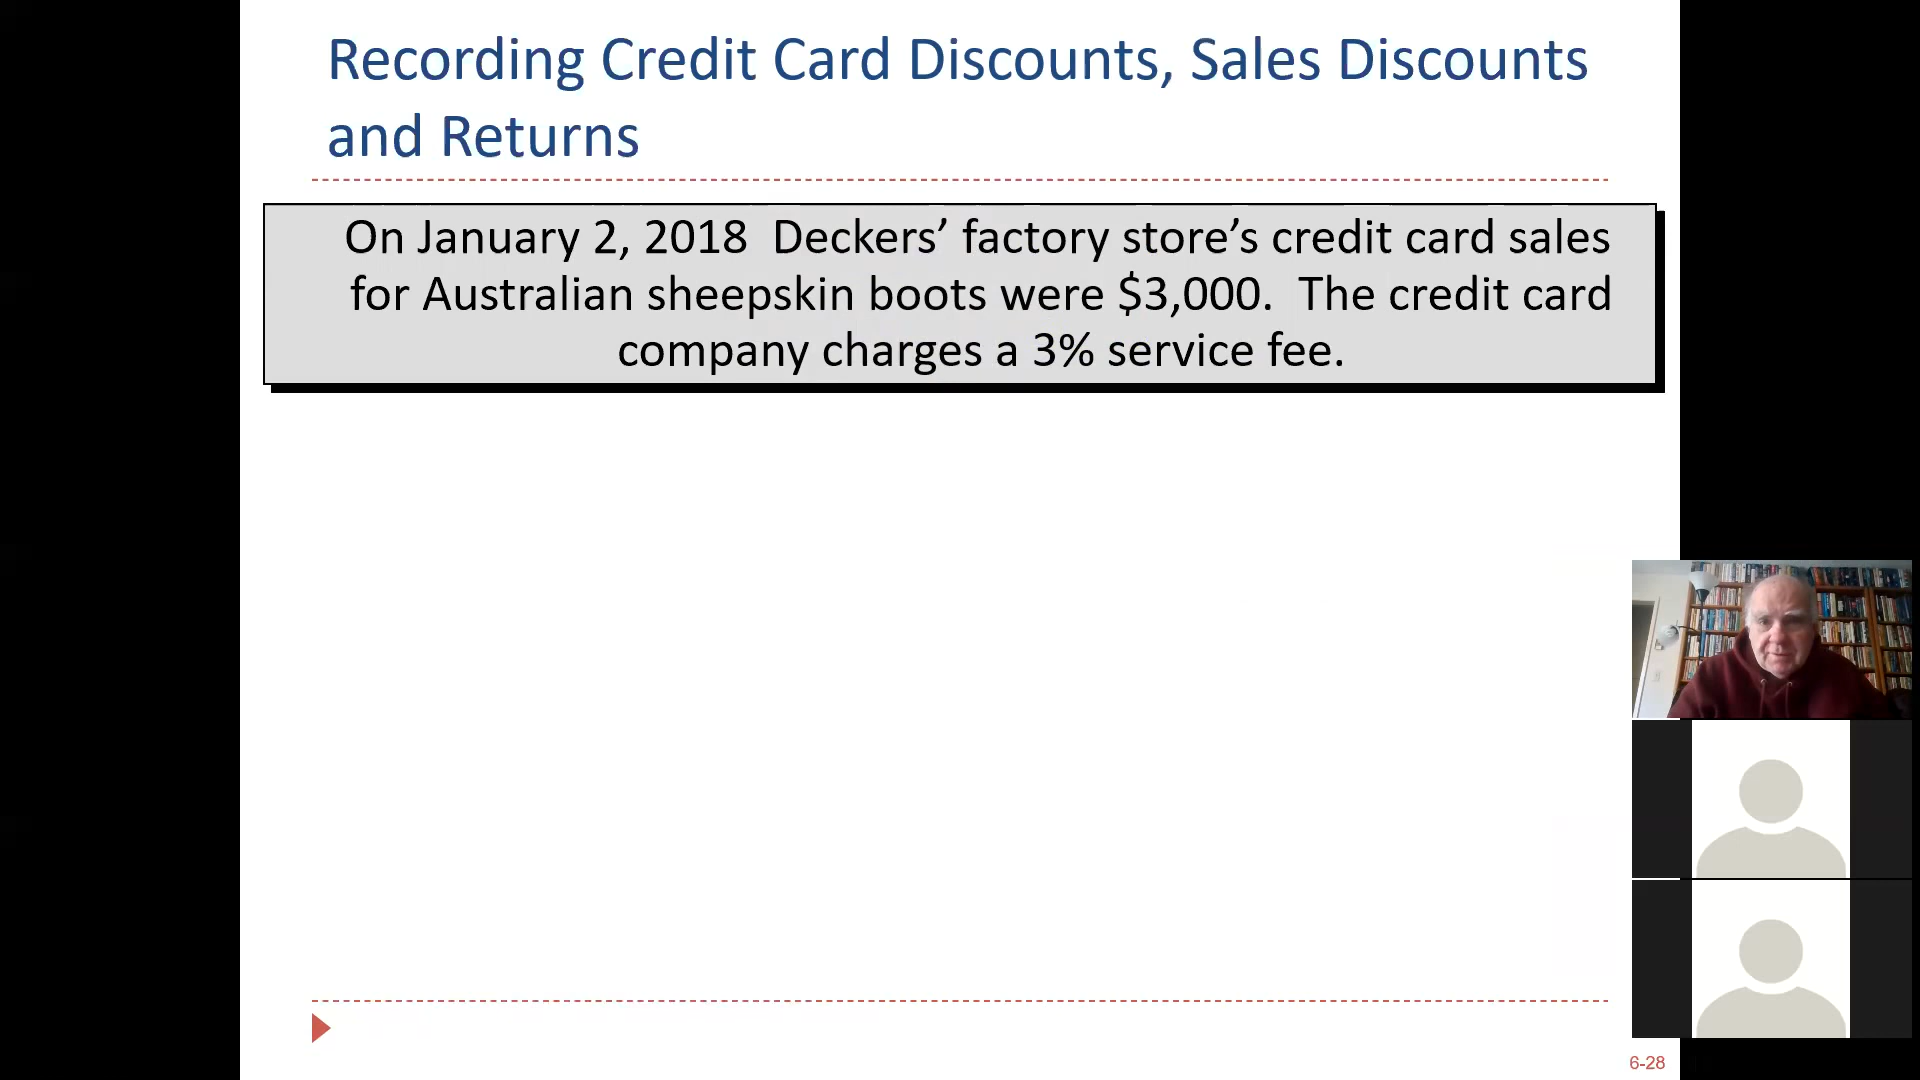 Recording Credit Card Discounts, Sales Discounts
and Returns
On January 2, 2018  Deckers’ factory store’s credit card sales
for Australian sheepskin boots were $3,000.  The credit card
company charges a 3% service fee.
6-28